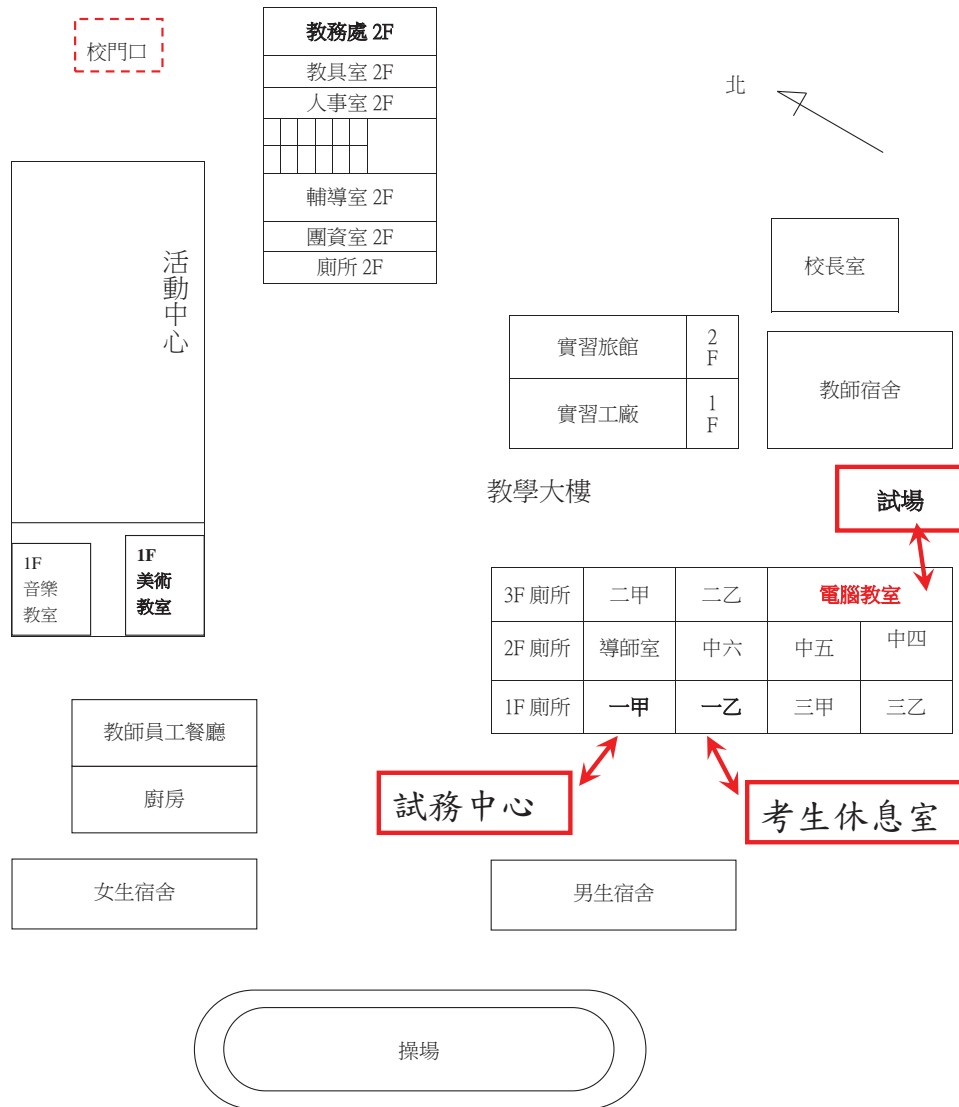 校門口
教務處 2F
教具室 2F
人事室 2F
輔導室 2F
團資室 2F
廁所 2F
北
活動中心
校長室
實習旅館
2F
實習工廠
1F
教師宿舍
教學大樓
試場
1F
音樂
教室
1F
美術
教室
3F 廁所 二甲 二乙 電腦教室
2F 廁所 導師室 中六 中五 中四
1F 廁所 一甲 一乙 三甲 三乙
教師員工餐廳
廚房
試務中心
考生休息室
女生宿舍
男生宿舍
操場